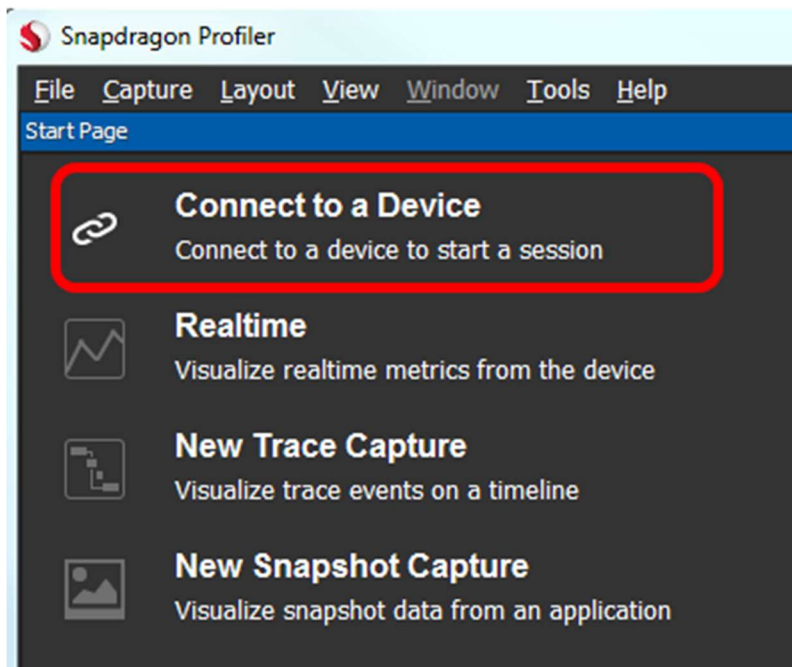 Snapdragon Profiler
File Capture Layout View Window Tools Help
Start Page
Connect to a Device
Connect to a device to start a session
Realtime
Visualize realtime metrics from the device
New Trace Capture
Visualize trace events on a timeline
New Snapshot Capture
Visualize snapshot data from an application